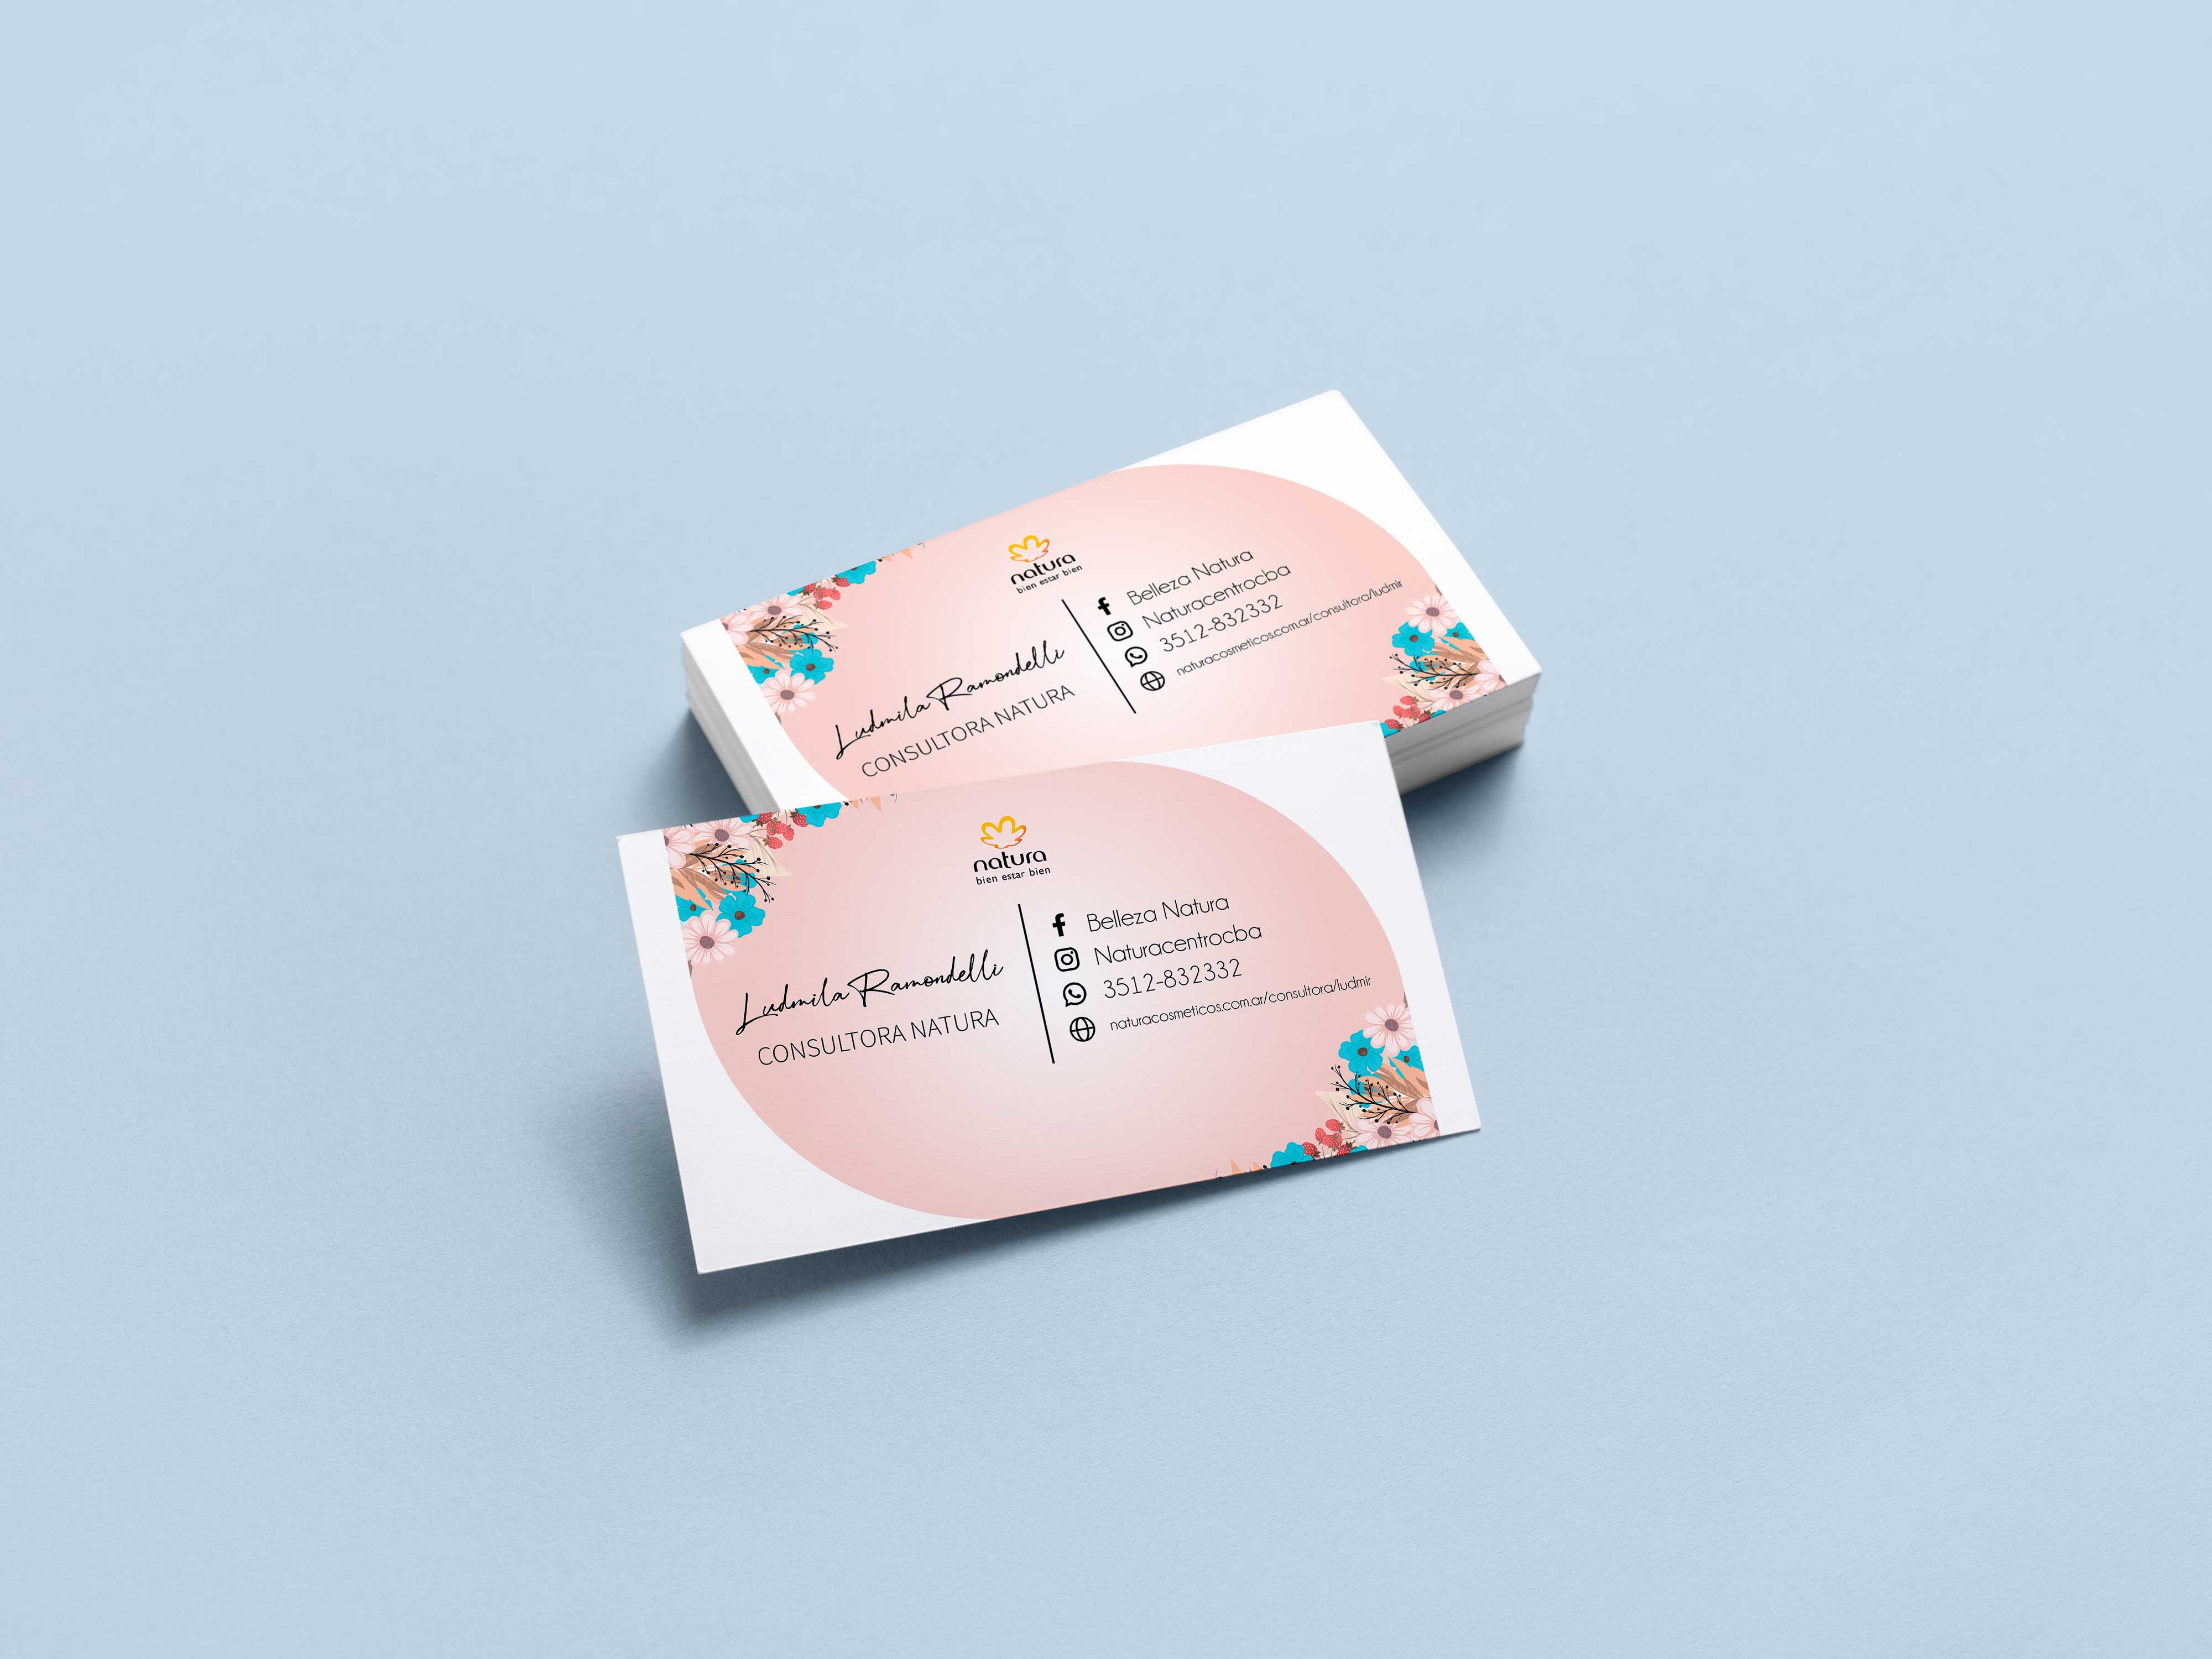 natura
bien estar bien
Belleza Natura
Naturacentrocba
3512-832332
naturacosmeticos.com.ar/consultora/ludmir
Ludmila Ramondelli
CONSULTORA NATURA
natura
bien estar bien
Belleza Natura
Naturacentrocba
3512-832332
naturacosmeticos.com.ar/consultora/ludmir
Ludmila Ramondelli
CONSULTORA NATURA